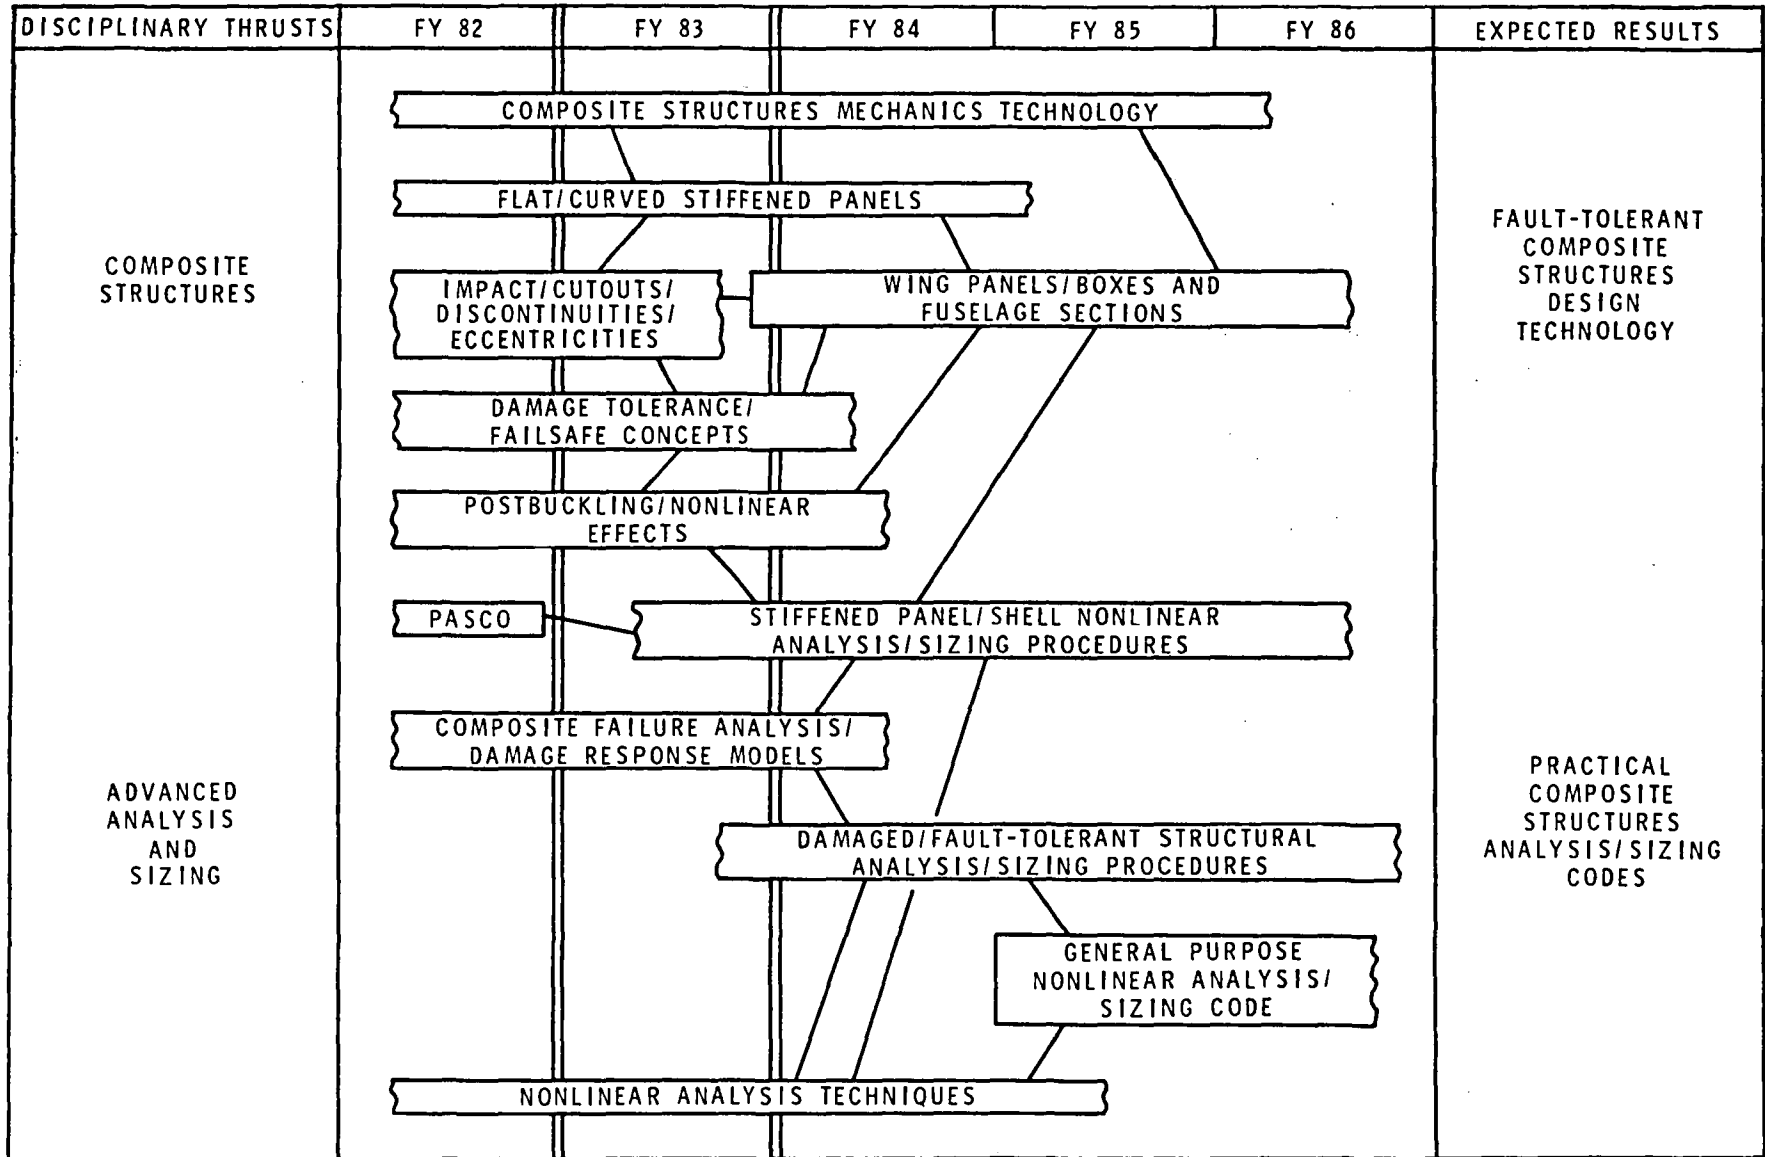 DISCIPLINARY THRUSTS FY 82 FY 83 FY 84 FY 85 FY 86 EXPECTED RESULTS
COMPOSITE STRUCTURES MECHANICS TECHNOLOGY
FLAT/CURVED STIFFENED PANELS
COMPOSITE
STRUCTURES
IMPACT/CUTOUTS/
DISCONTINUITIES/
ECCENTRICITIES
WING PANELS/BOXES AND
FUSELAGE SECTIONS
FAULT-TOLERANT
COMPOSITE
STRUCTURES
DESIGN
TECHNOLOGY
DAMAGE TOLERANCE/
FAILSAFE CONCEPTS
POSTBUCKLING/NONLINEAR
EFFECTS
PASCO
STIFFENED PANEL/SHELL NONLINEAR
ANALYSIS/SIZING PROCEDURES
COMPOSITE FAILURE ANALYSIS/
DAMAGE RESPONSE MODELS
ADVANCED
ANALYSIS
AND
SIZING
DAMAGED/FAULT-TOLERANT STRUCTURAL
ANALYSIS/SIZING PROCEDURES
PRACTICAL
COMPOSITE
STRUCTURES
ANALYSIS/SIZING
CODES
GENERAL PURPOSE
NONLINEAR ANALYSIS/
SIZING CODE
NONLINEAR ANALYSIS TECHNIQUES